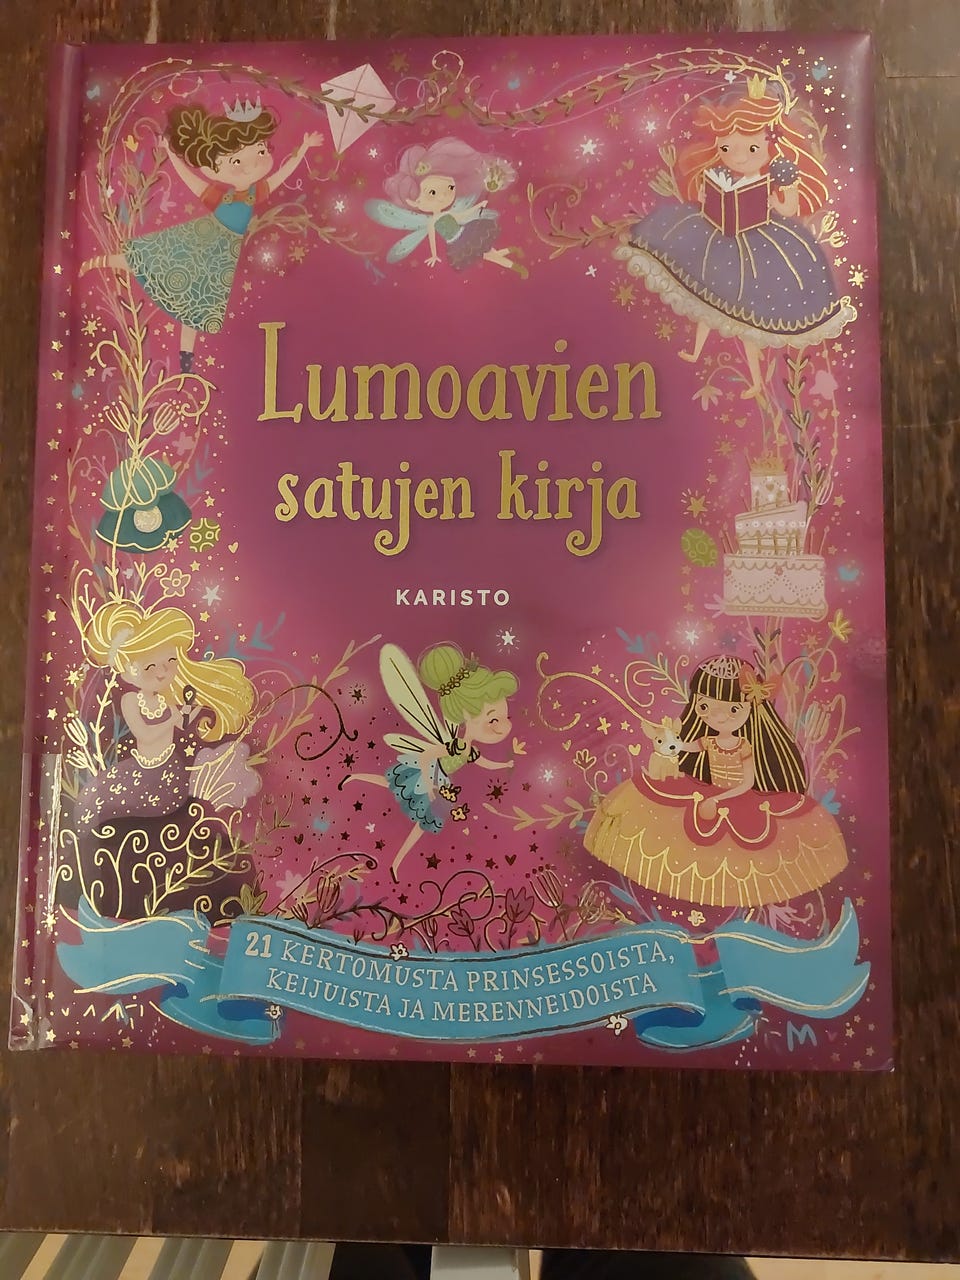 Lumoavien
satujen kirja
KARISTO
21 KERTOMUSTA PRINSESSOISTA,
KEIJUISTA JA MERENNEIDOISTA